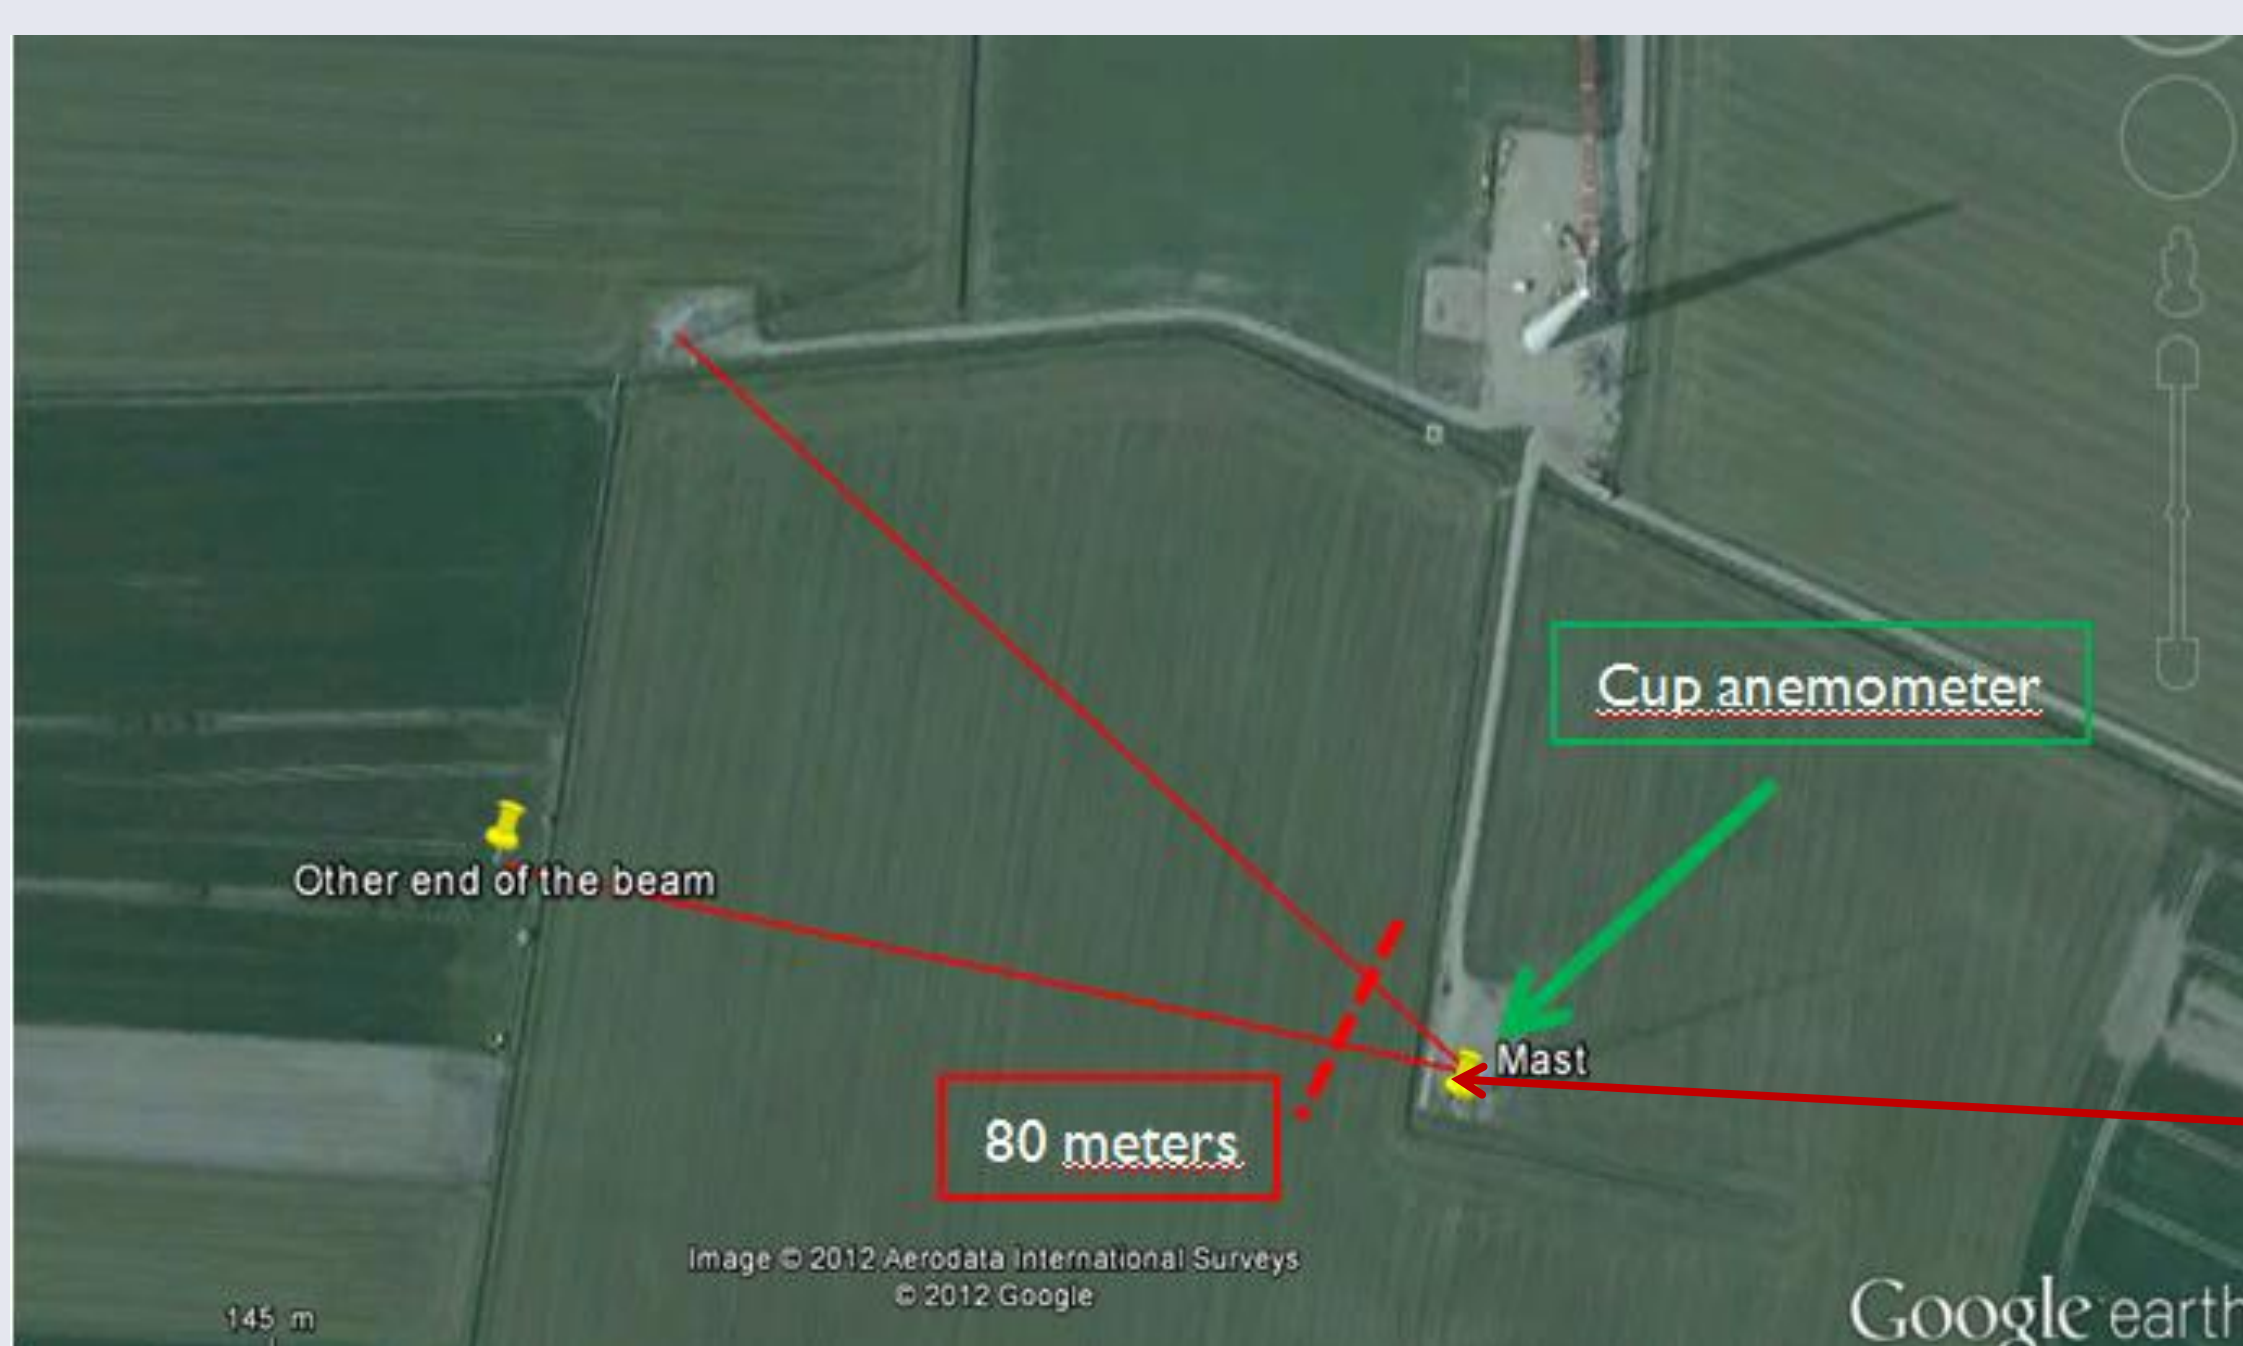 Cup anemometer
Other end of the beam
Mast
80 meters
Image © 2012 Aerodata International Surveys
© 2012 Google
145 m
Google earth